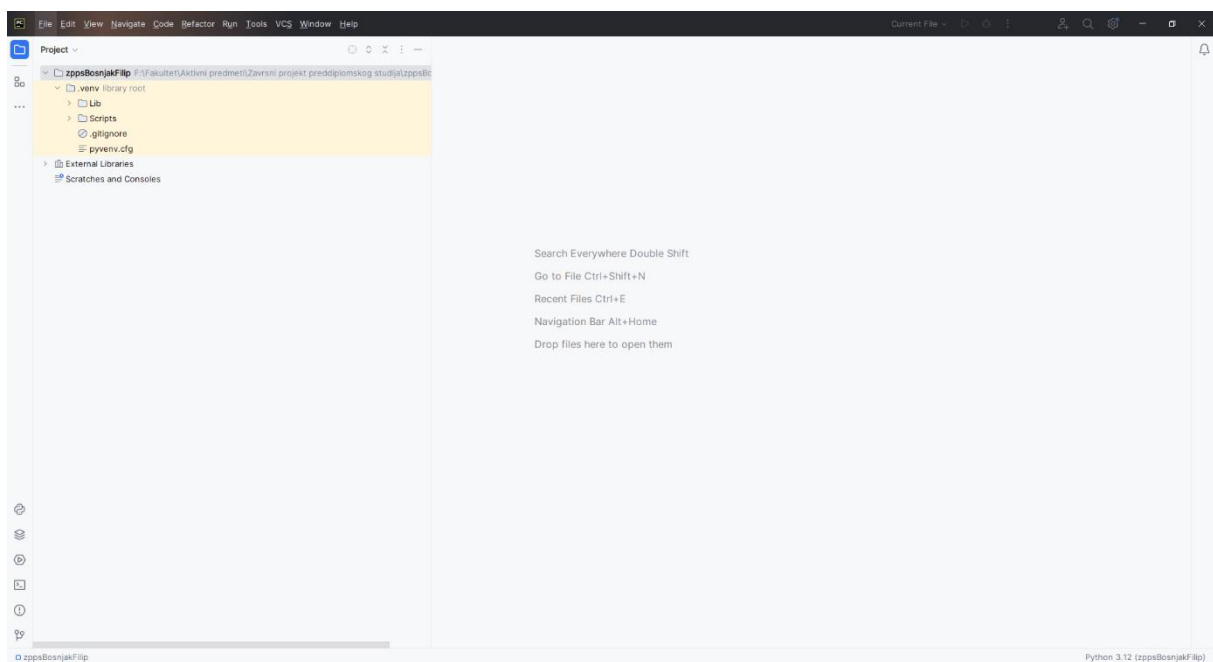 PC File Edit View Navigate Code Refactor Run Tools VCS Window Help Current File
Project
zppsBosnjakFilip F:\Fakultet\Aktivni predmeti\Zavrsni projekt preddiplomskog studija\zppsBo
.venv library root
Lib
Scripts
.gitignore
pyvenv.cfg
External Libraries
Scratches and Consoles
Search Everywhere Double Shift
Go to File Ctrl+Shift+N
Recent Files Ctrl+E
Navigation Bar Alt+Home
Drop files here to open them
zppsBosnjakFilip Python 3.12 (zppsBosnjakFilip)